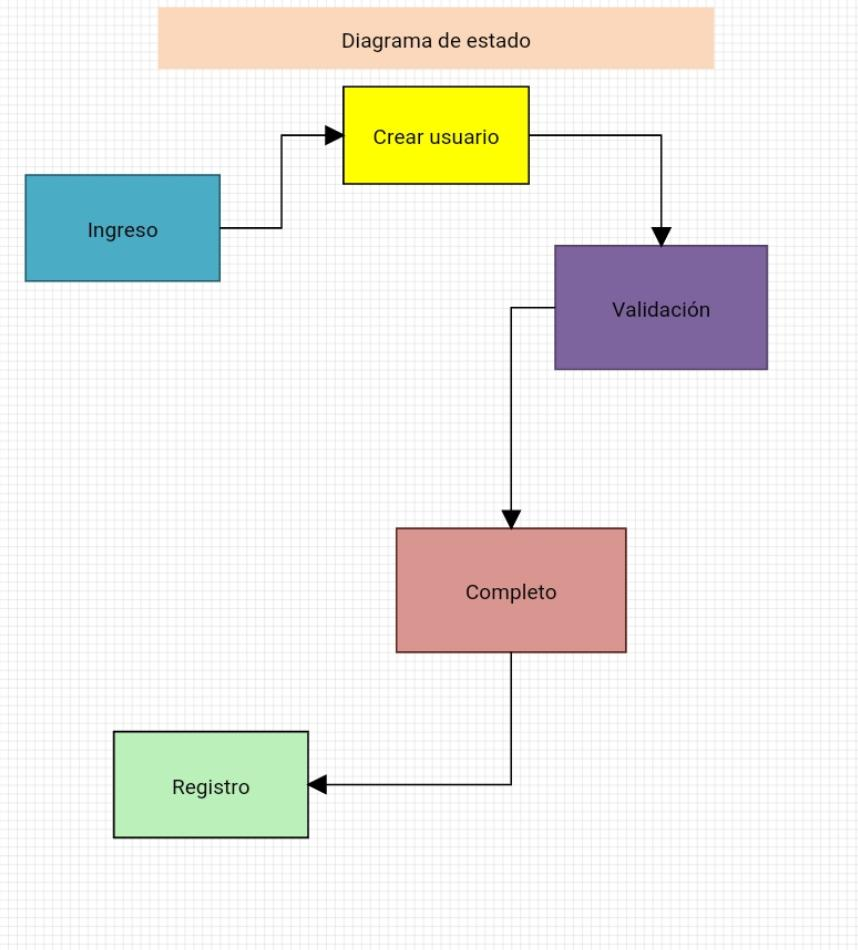 Diagrama de estado
Crear usuario
Ingreso
Validación
Completo
Registro